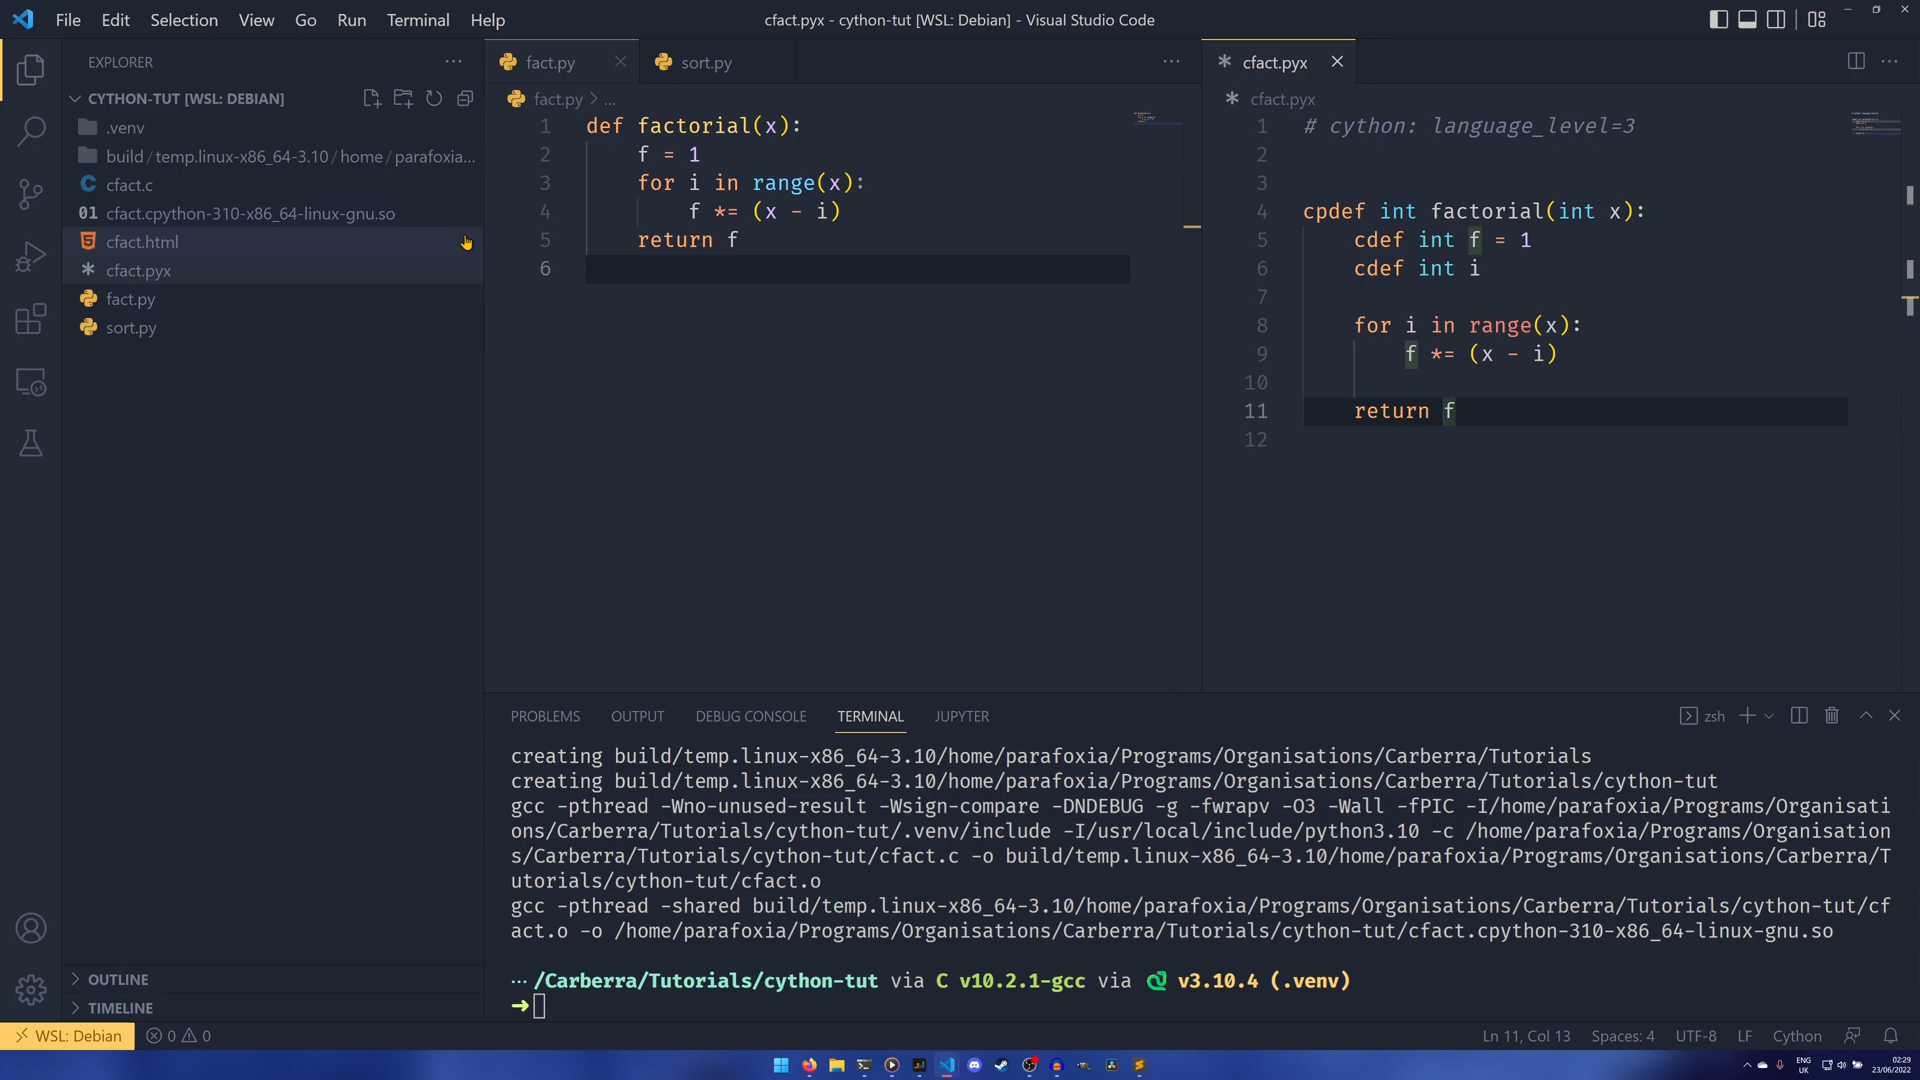 File Edit Selection View Go Run Terminal Help
cfact.pyx - cython-tut [WSL: Debian] - Visual Studio Code
EXPLORER
CYTHON-TUT [WSL: DEBIAN]
.venv
build / temp.linux-x86_64-3.10 / home / parafoxia...
cfact.c
01 cfact.cpython-310-x86_64-linux-gnu.so
cfact.html
cfact.pyx
fact.py
sort.py
OUTLINE
TIMELINE
fact.py
sort.py
fact.py > ...
1 def factorial(x):
2 f = 1
3 for i in range(x):
4 f *= (x - i)
5 return f
6
cfact.pyx
cfact.pyx
1 # cython: language_level=3
2
3
4 cpdef int factorial(int x):
5 cdef int f = 1
6 cdef int i
7
8 for i in range(x):
9 f *= (x - i)
10
11 return f
12
PROBLEMS OUTPUT DEBUG CONSOLE TERMINAL JUPYTER
zsh
creating build/temp.linux-x86_64-3.10/home/parafoxia/Programs/Organisations/Carberra/Tutorials
creating build/temp.linux-x86_64-3.10/home/parafoxia/Programs/Organisations/Carberra/Tutorials/cython-tut
gcc -pthread -Wno-unused-result -Wsign-compare -DNDEBUG -g -fwrapv -O3 -Wall -fPIC -I/home/parafoxia/Programs/Organisati
ons/Carberra/Tutorials/cython-tut/.venv/include -I/usr/local/include/python3.10 -c /home/parafoxia/Programs/Organisation
s/Carberra/Tutorials/cython-tut/cfact.c -o build/temp.linux-x86_64-3.10/home/parafoxia/Programs/Organisations/Carberra/T
utorials/cython-tut/cfact.o
gcc -pthread -shared build/temp.linux-x86_64-3.10/home/parafoxia/Programs/Organisations/Carberra/Tutorials/cython-tut/cf
act.o -o /home/parafoxia/Programs/Organisations/Carberra/Tutorials/cython-tut/cfact.cpython-310-x86_64-linux-gnu.so
... /Carberra/Tutorials/cython-tut via C v10.2.1-gcc via v3.10.4 (.venv)
➜
WSL: Debian 0 0
Ln 11, Col 13 Spaces: 4 UTF-8 LF Cython
ENG
UK
02:29
23/06/2022